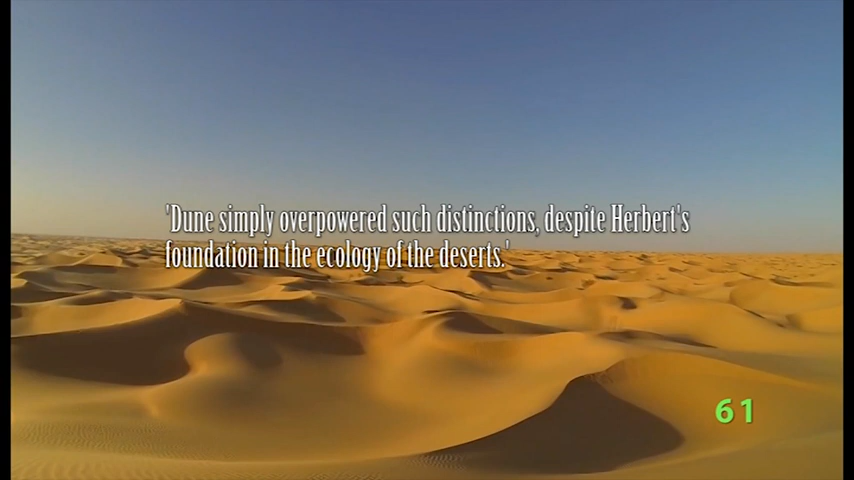 'Dune simply overpowered such distinctions, despite Herbert's
foundation in the ecology of the deserts.'
61